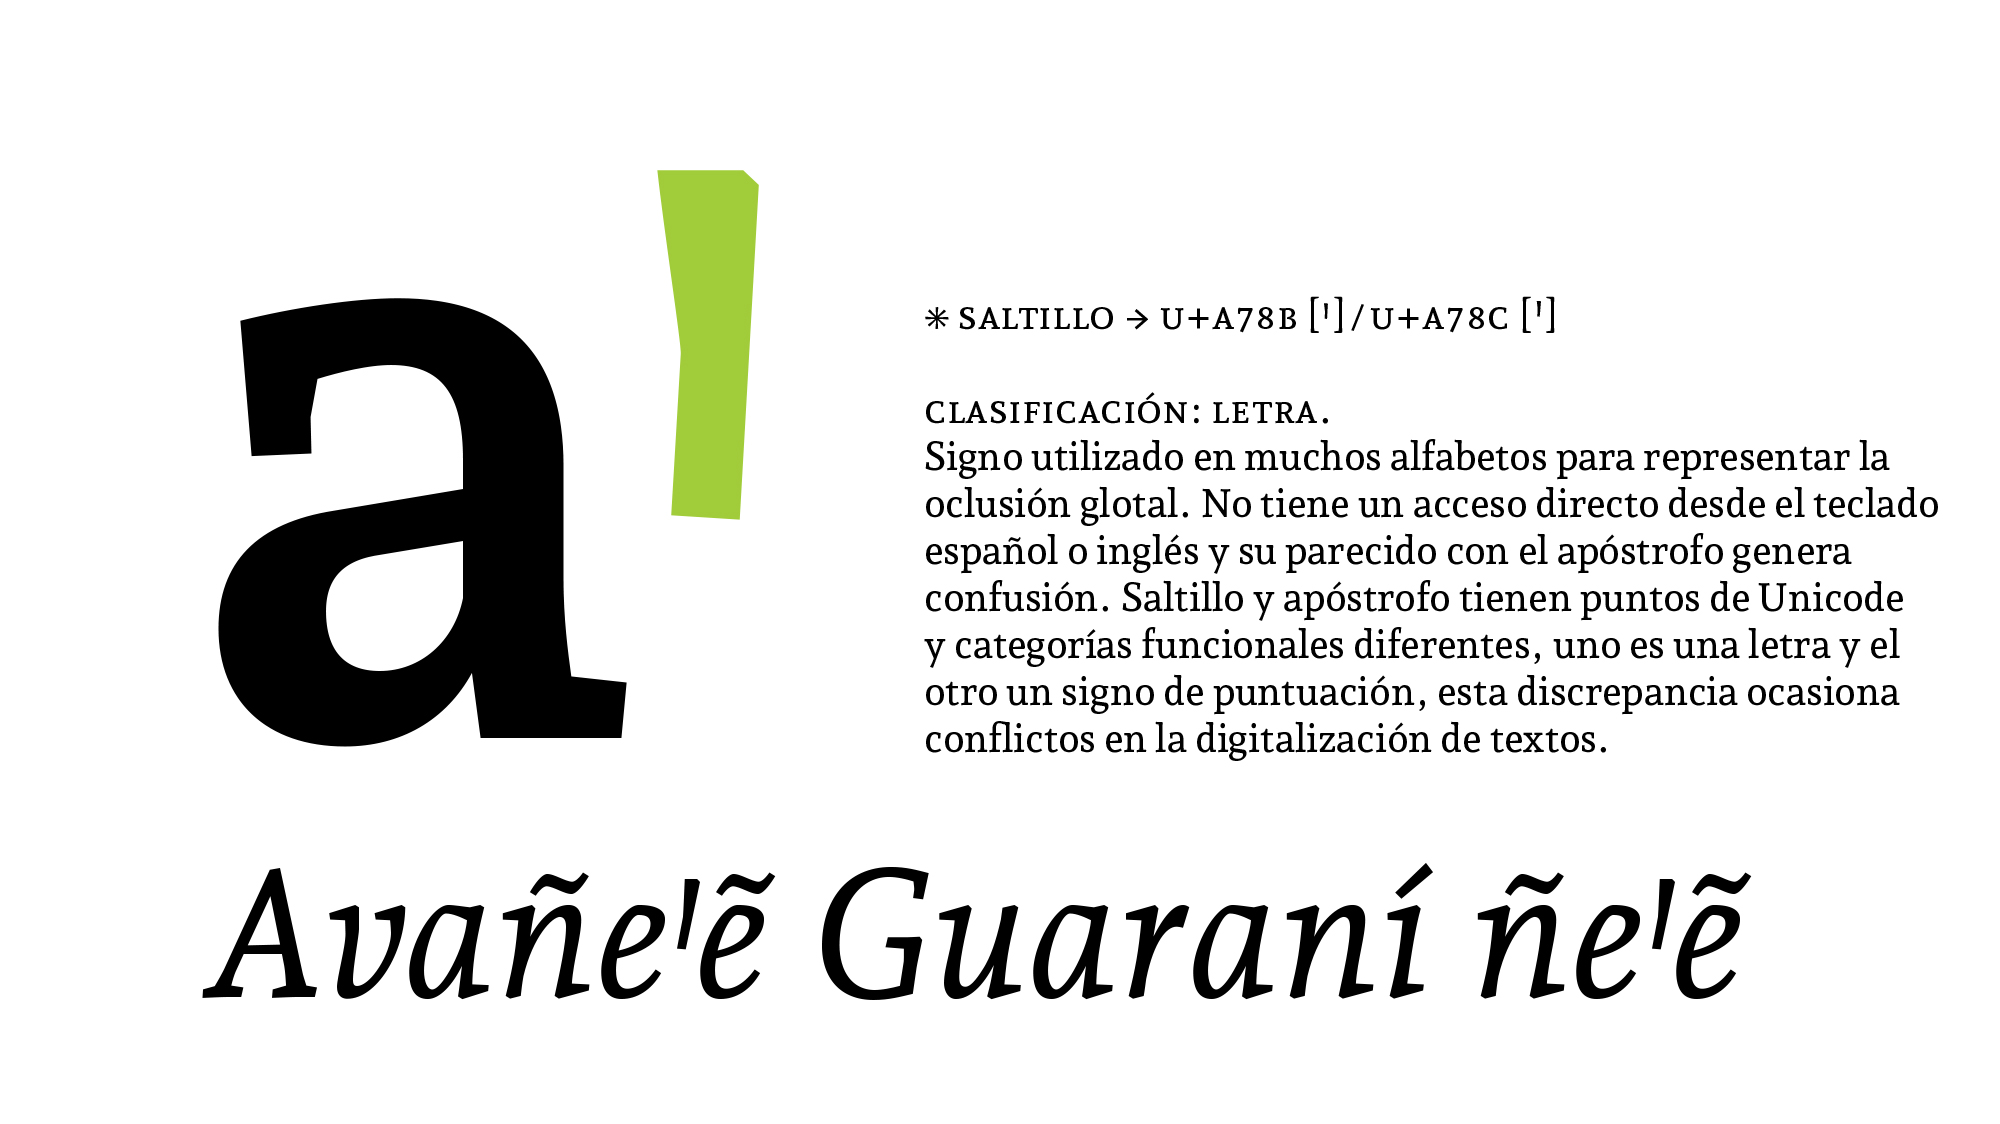 aꞌ
✳ SALTILLO → U+A78B [Ꞌ]/U+A78C [ꞌ]
CLASIFICACIÓN: LETRA.
Signo utilizado en muchos alfabetos para representar la
oclusión glotal. No tiene un acceso directo desde el teclado
español o inglés y su parecido con el apóstrofo genera
confusión. Saltillo y apóstrofo tienen puntos de Unicode
y categorías funcionales diferentes, uno es una letra y el
otro un signo de puntuación, esta discrepancia ocasiona
conflictos en la digitalización de textos.
Avañeꞌẽ Guaraní ñeꞌẽ